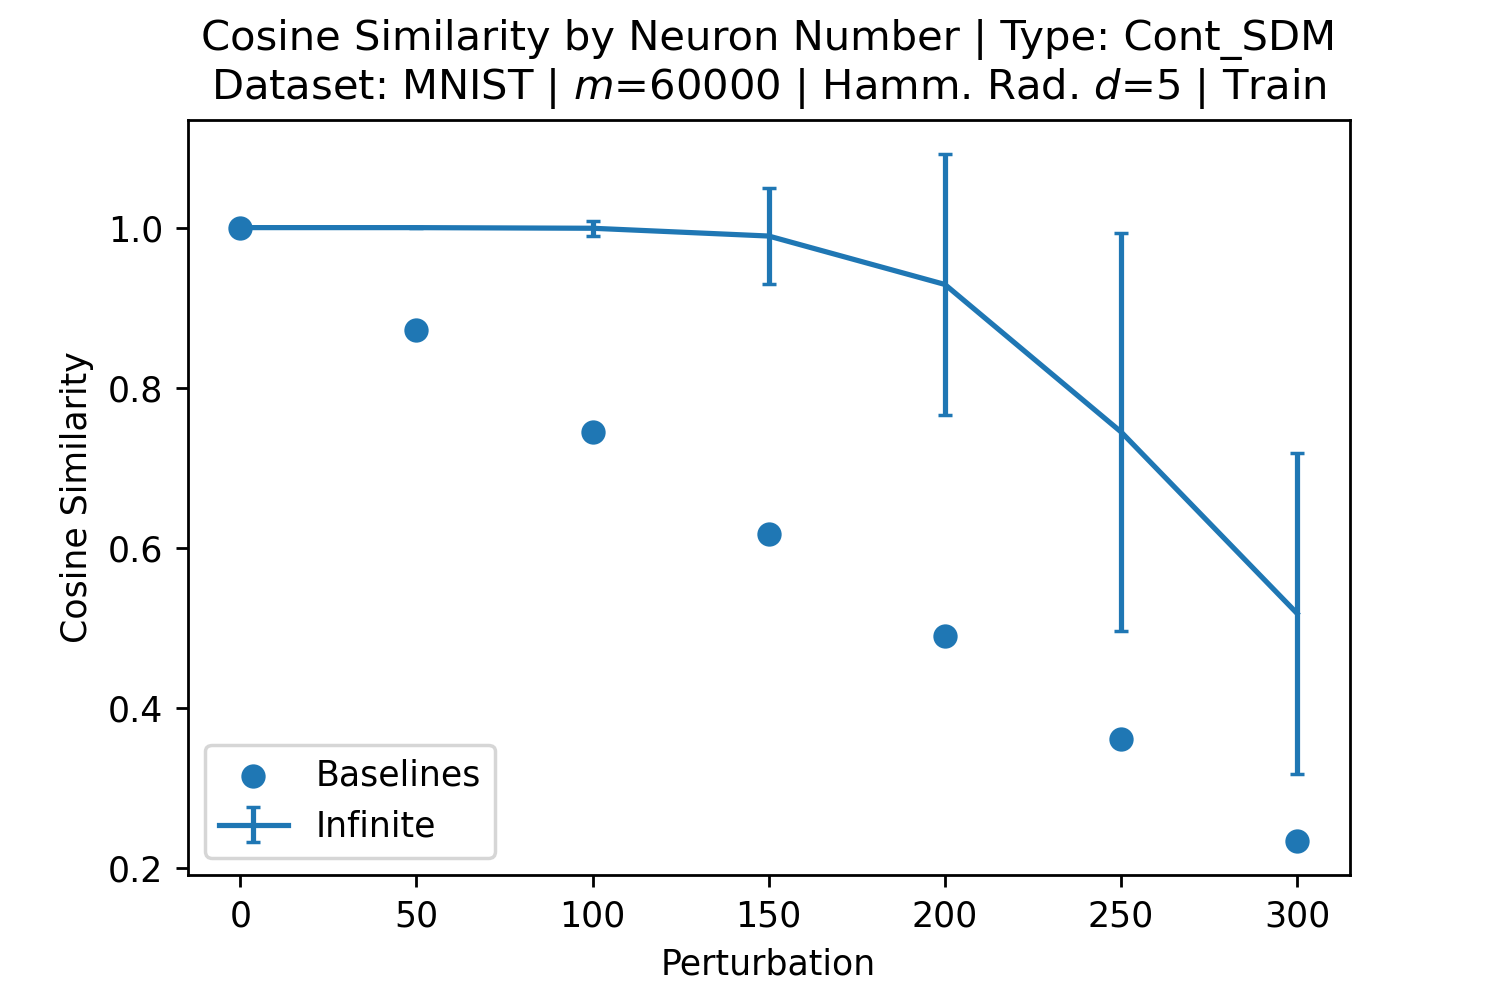 Cosine Similarity by Neuron Number | Type: Cont_SDM
Dataset: MNIST | m=60000 | Hamm. Rad. d=5 | Train
Cosine Similarity
1.0
0.8
0.6
0.4
0.2
Baselines
Infinite
0 50 100 150 200 250 300
Perturbation